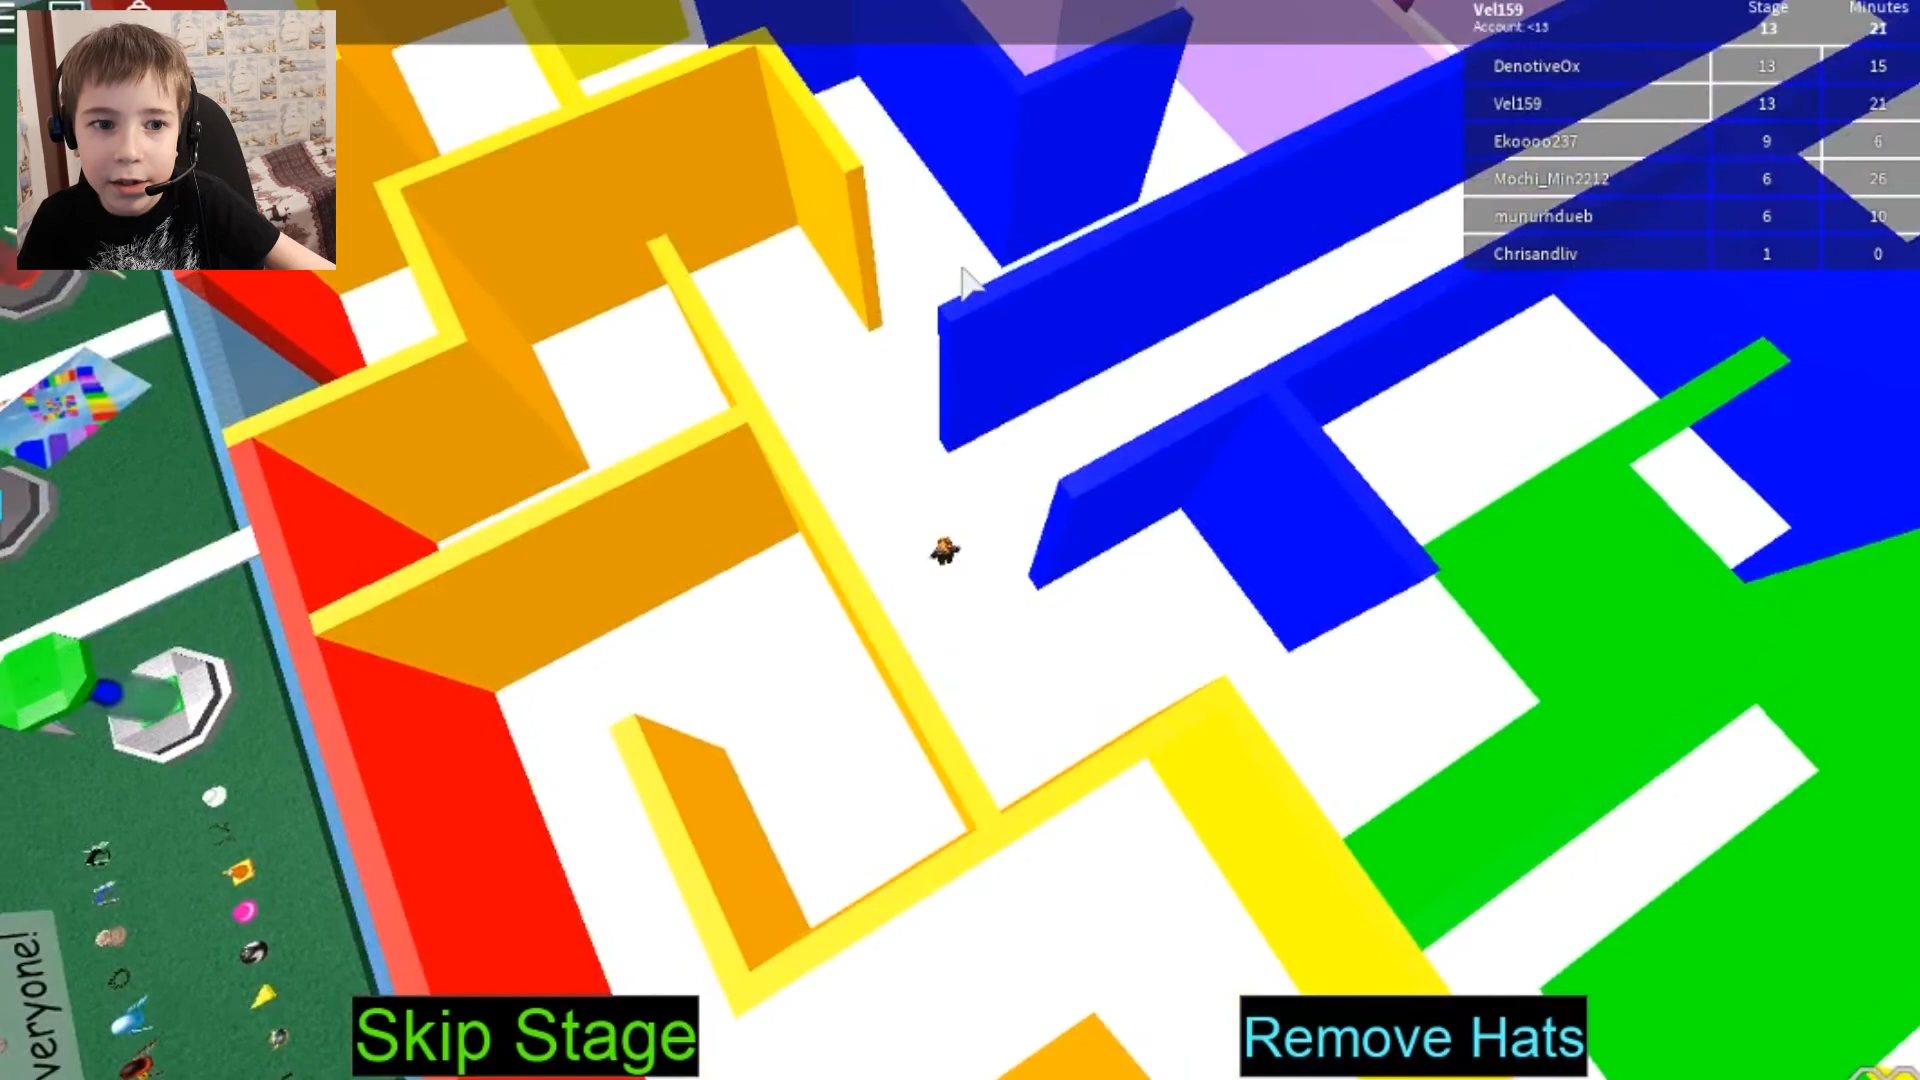 Vel159 Stage Minutes
Account: <13 13 21
DenotiveOx 13 15
Vel159 13 21
Ekoooo237 9 6
Mochi_Min2212 6 26
munurndueb 6 10
Chrisandliv 1 0
veryone!
Skip Stage
Remove Hats